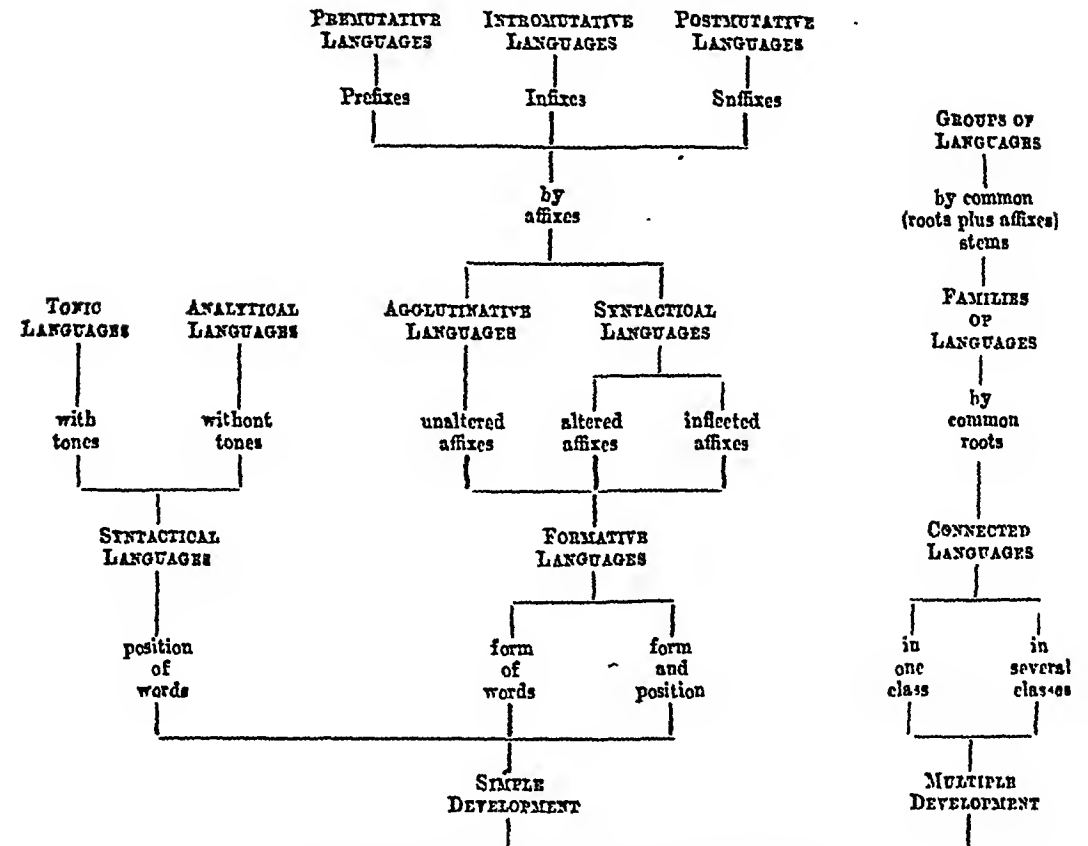 PREMUTATIVE LANGUAGES
INTROMUTATIVE LANGUAGES
POSTMUTATIVE LANGUAGES
Prefixes
Infixes
Suffixes
GROUPS OF
LANGUAGES
by common
(roots plus affixes)
stems
by
affixes
FAMILIES
OF
LANGUAGES
TONIC
LANGUAGES
ANALYTICAL
LANGUAGES
AGGLUTINATIVE
LANGUAGES
SYNTACTICAL
LANGUAGES
by
common
roots
with
tones
without
tones
unaltered
affixes
altered
affixes
inflected
affixes
SYNTACTICAL
LANGUAGES
FORMATIVE
LANGUAGES
CONNECTED
LANGUAGES
position
of
words
form
of
words
form
and
position
in
one
class
in
several
classes
SIMPLE
DEVELOPMENT
MULTIPLE
DEVELOPMENT